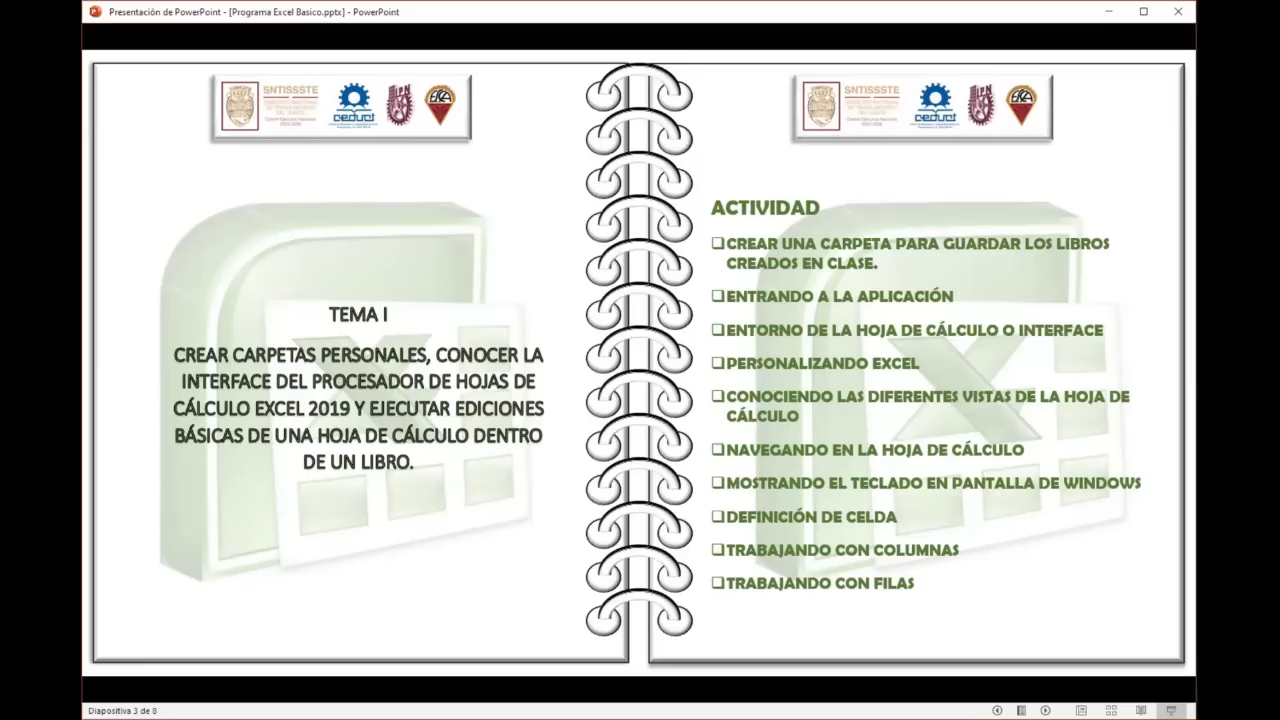 Presentación de PowerPoint - [Programa Excel Basico.pptx] - PowerPoint
SNTISSSTE
ceduct
IPN
SNTISSSTE
ceduct
IPN
TEMA I
CREAR CARPETAS PERSONALES, CONOCER LA
INTERFACE DEL PROCESADOR DE HOJAS DE
CÁLCULO EXCEL 2019 Y EJECUTAR EDICIONES
BÁSICAS DE UNA HOJA DE CÁLCULO DENTRO
DE UN LIBRO.
ACTIVIDAD
❑CREAR UNA CARPETA PARA GUARDAR LOS LIBROS
CREADOS EN CLASE.
❑ENTRANDO A LA APLICACIÓN
❑ENTORNO DE LA HOJA DE CÁLCULO O INTERFACE
❑PERSONALIZANDO EXCEL
❑CONOCIENDO LAS DIFERENTES VISTAS DE LA HOJA DE
CÁLCULO
❑NAVEGANDO EN LA HOJA DE CÁLCULO
❑MOSTRANDO EL TECLADO EN PANTALLA DE WINDOWS
❑DEFINICIÓN DE CELDA
❑TRABAJANDO CON COLUMNAS
❑TRABAJANDO CON FILAS
Diapositiva 3 de 8